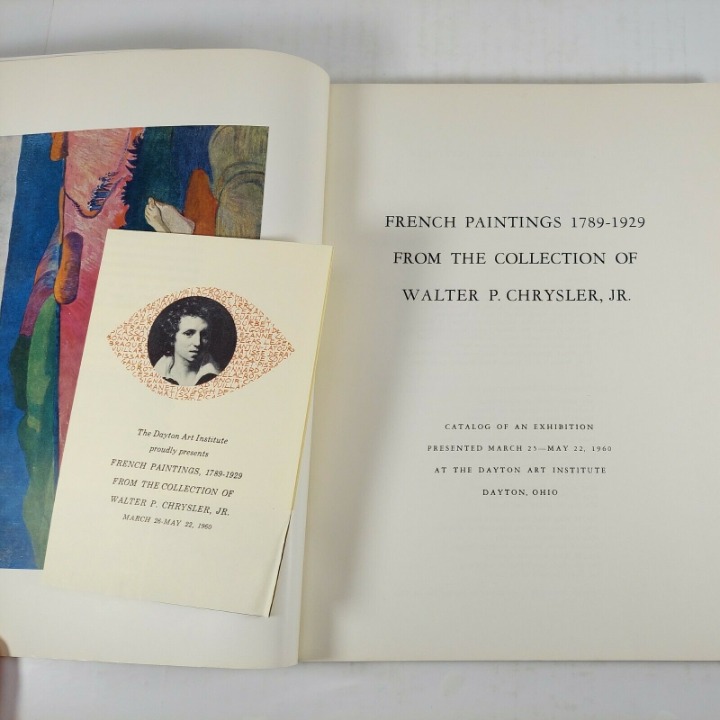 The Dayton Art Institute
proudly presents
FRENCH PAINTINGS, 1789-1929
FROM THE COLLECTION OF
WALTER P. CHRYSLER, JR.
MARCH 26-MAY 22, 1960
FRENCH PAINTINGS 1789-1929
FROM THE COLLECTION OF
WALTER P. CHRYSLER, JR.
CATALOG OF AN EXHIBITION
PRESENTED MARCH 25—MAY 22, 1960
AT THE DAYTON ART INSTITUTE
DAYTON, OHIO